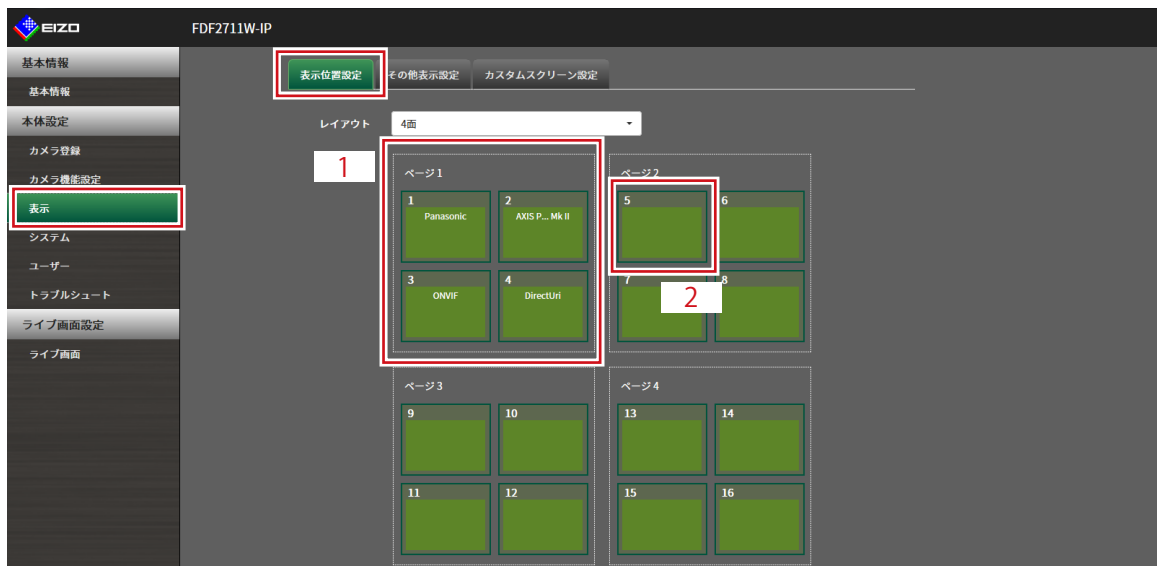 EIZO
FDF2711W-IP
基本情報
基本情報
本体設定
カメラ登録
カメラ機能設定
表示
システム
ユーザー
トラブルシュート
ライブ画面設定
ライブ画面
表示位置設定 その他表示設定 カスタムスクリーン設定
レイアウト 4面
1
ページ 1
1 2
Panasonic AXIS P... Mk II
3 4
ONVIF DirectUri
ページ 2
5 6
7 8
2
ページ 3
9 10
11 12
ページ 4
13 14
15 16